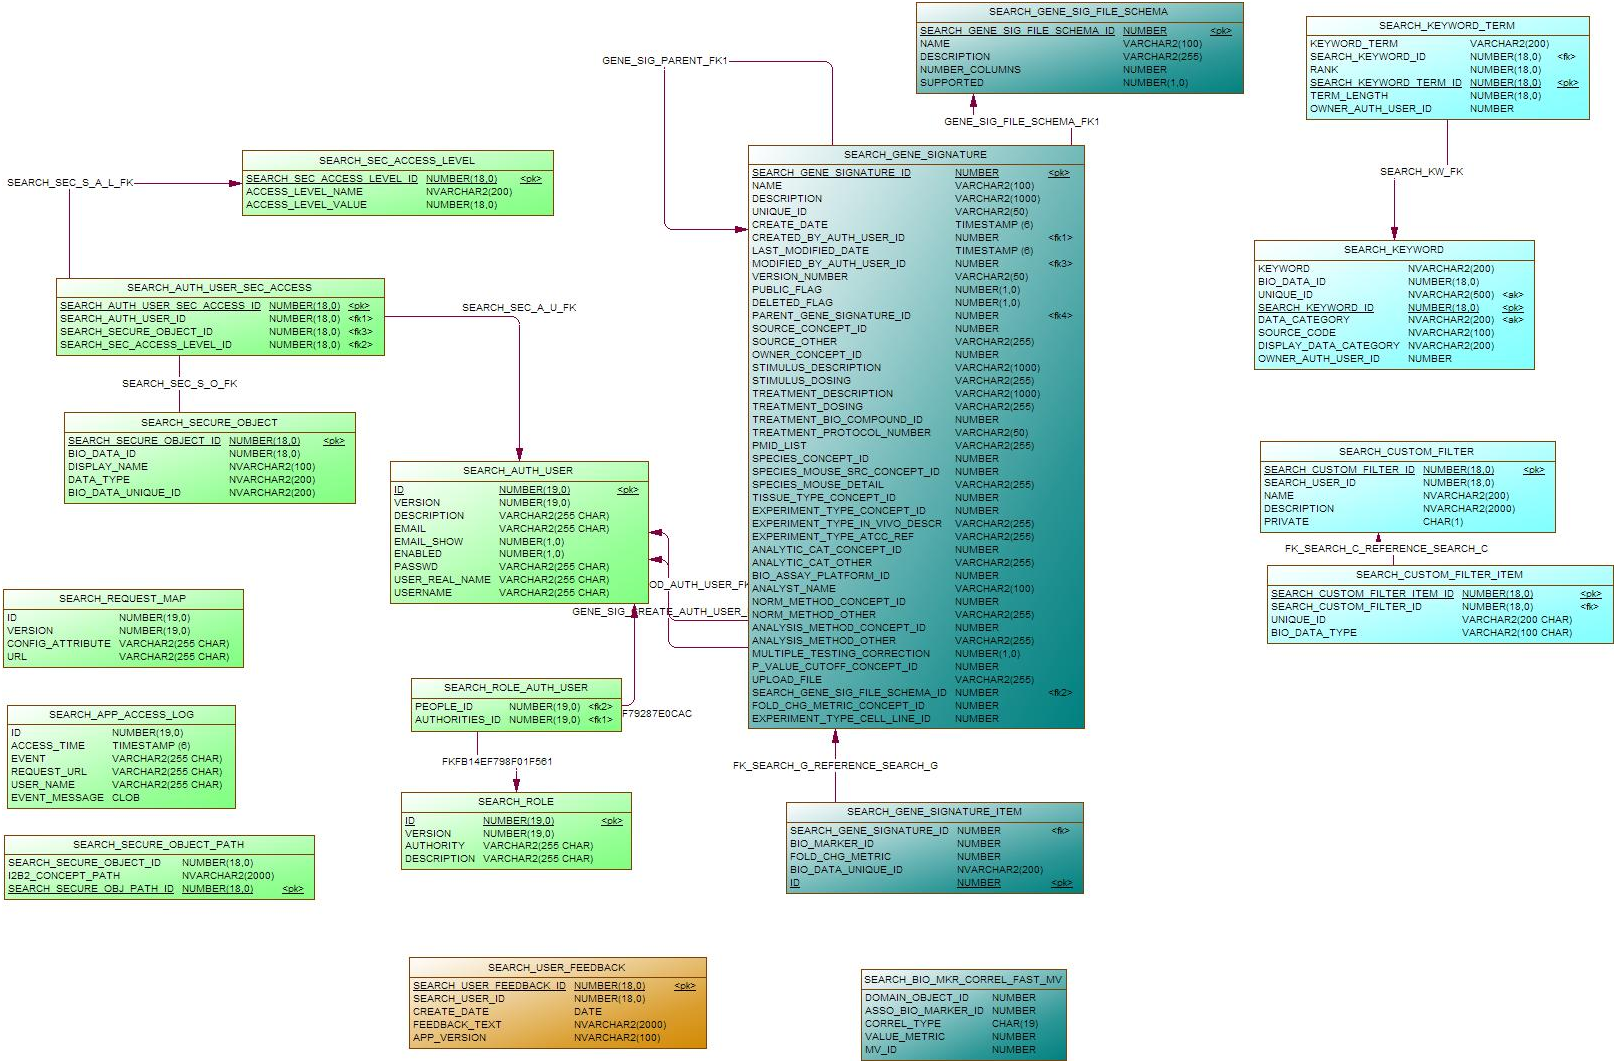 SEARCH_GENE_SIG_FILE_SCHEMA
SEARCH_GENE_SIG_FILE_SCHEMA_ID NUMBER <pk>
NAME VARCHAR2(100)
DESCRIPTION VARCHAR2(255)
NUMBER_COLUMNS NUMBER
SUPPORTED NUMBER(1,0)
SEARCH_KEYWORD_TERM
KEYWORD_TERM VARCHAR2(200)
SEARCH_KEYWORD_ID NUMBER(18,0) <fk>
RANK NUMBER(18,0)
SEARCH_KEYWORD_TERM_ID NUMBER(18,0) <pk>
TERM_LENGTH NUMBER(18,0)
OWNER_AUTH_USER_ID NUMBER
GENE_SIG_PARENT_FK1
GENE_SIG_FILE_SCHEMA_FK1
SEARCH_KW_FK
SEARCH_SEC_ACCESS_LEVEL
SEARCH_SEC_ACCESS_LEVEL_ID NUMBER(18,0) <pk>
ACCESS_LEVEL_NAME NVARCHAR2(200)
ACCESS_LEVEL_VALUE NUMBER(18,0)
SEARCH_SEC_S_A_L_FK
SEARCH_GENE_SIGNATURE
SEARCH_GENE_SIGNATURE_ID NUMBER <pk>
NAME VARCHAR2(100)
DESCRIPTION VARCHAR2(1000)
UNIQUE_ID VARCHAR2(50)
CREATE_DATE TIMESTAMP (6)
CREATED_BY_AUTH_USER_ID NUMBER <fk1>
LAST_MODIFIED_DATE TIMESTAMP (6)
MODIFIED_BY_AUTH_USER_ID NUMBER <fk3>
VERSION_NUMBER VARCHAR2(50)
PUBLIC_FLAG NUMBER(1,0)
DELETED_FLAG NUMBER(1,0)
PARENT_GENE_SIGNATURE_ID NUMBER <fk4>
SOURCE_CONCEPT_ID NUMBER
SOURCE_OTHER VARCHAR2(255)
OWNER_CONCEPT_ID NUMBER
STIMULUS_DESCRIPTION VARCHAR2(1000)
STIMULUS_DOSING VARCHAR2(255)
TREATMENT_DESCRIPTION VARCHAR2(1000)
TREATMENT_DOSING VARCHAR2(255)
TREATMENT_BIO_COMPOUND_ID NUMBER
TREATMENT_PROTOCOL_NUMBER VARCHAR2(50)
PMID_LIST VARCHAR2(255)
SPECIES_CONCEPT_ID NUMBER
SPECIES_MOUSE_SRC_CONCEPT_ID NUMBER
SPECIES_MOUSE_DETAIL VARCHAR2(255)
TISSUE_TYPE_CONCEPT_ID NUMBER
EXPERIMENT_TYPE_CONCEPT_ID NUMBER
EXPERIMENT_TYPE_IN_VIVO_DESCR VARCHAR2(255)
EXPERIMENT_TYPE_ATCC_REF VARCHAR2(255)
ANALYTIC_CAT_CONCEPT_ID NUMBER
ANALYTIC_CAT_OTHER VARCHAR2(255)
BIO_ASSAY_PLATFORM_ID NUMBER
ANALYST_NAME VARCHAR2(100)
NORM_METHOD_CONCEPT_ID NUMBER
NORM_METHOD_OTHER VARCHAR2(255)
ANALYSIS_METHOD_CONCEPT_ID NUMBER
ANALYSIS_METHOD_OTHER VARCHAR2(255)
MULTIPLE_TESTING_CORRECTION NUMBER(1,0)
P_VALUE_CUTOFF_CONCEPT_ID NUMBER
UPLOAD_FILE VARCHAR2(255)
SEARCH_GENE_SIG_FILE_SCHEMA_ID NUMBER <fk2>
FOLD_CHG_METRIC_CONCEPT_ID NUMBER
EXPERIMENT_TYPE_CELL_LINE_ID NUMBER
SEARCH_KEYWORD
KEYWORD NVARCHAR2(200)
BIO_DATA_ID NUMBER(18,0)
UNIQUE_ID NVARCHAR2(500) <ak>
SEARCH_KEYWORD_ID NUMBER(18,0) <pk>
DATA_CATEGORY NVARCHAR2(200) <ak>
SOURCE_CODE NVARCHAR2(100)
DISPLAY_DATA_CATEGORY NVARCHAR2(200)
OWNER_AUTH_USER_ID NUMBER
SEARCH_AUTH_USER_SEC_ACCESS
SEARCH_AUTH_USER_SEC_ACCESS_ID NUMBER(18,0) <pk>
SEARCH_AUTH_USER_ID NUMBER(18,0) <fk1>
SEARCH_SECURE_OBJECT_ID NUMBER(18,0) <fk3>
SEARCH_SEC_ACCESS_LEVEL_ID NUMBER(18,0) <fk2>
SEARCH_SEC_A_U_FK
SEARCH_SEC_S_O_FK
SEARCH_SECURE_OBJECT
SEARCH_SECURE_OBJECT_ID NUMBER(18,0) <pk>
BIO_DATA_ID NUMBER(18,0)
DISPLAY_NAME NVARCHAR2(100)
DATA_TYPE NVARCHAR2(200)
BIO_DATA_UNIQUE_ID NVARCHAR2(200)
SEARCH_AUTH_USER
ID NUMBER(19,0) <pk>
VERSION NUMBER(19,0)
DESCRIPTION VARCHAR2(255 CHAR)
EMAIL VARCHAR2(255 CHAR)
EMAIL_SHOW NUMBER(1,0)
ENABLED NUMBER(1,0)
PASSWD VARCHAR2(255 CHAR)
USER_REAL_NAME VARCHAR2(255 CHAR)
USERNAME VARCHAR2(255 CHAR)
OD_AUTH_USER_FK
GENE_SIG_CREATE_AUTH_USER_
SEARCH_CUSTOM_FILTER
SEARCH_CUSTOM_FILTER_ID NUMBER(18,0) <pk>
SEARCH_USER_ID NUMBER(18,0)
NAME NVARCHAR2(200)
DESCRIPTION NVARCHAR2(2000)
PRIVATE CHAR(1)
FK_SEARCH_C_REFERENCE_SEARCH_C
SEARCH_CUSTOM_FILTER_ITEM
SEARCH_CUSTOM_FILTER_ITEM_ID NUMBER(18,0) <pk>
SEARCH_CUSTOM_FILTER_ID NUMBER(18,0) <fk>
UNIQUE_ID VARCHAR2(200 CHAR)
BIO_DATA_TYPE VARCHAR2(100 CHAR)
SEARCH_REQUEST_MAP
ID NUMBER(19,0)
VERSION NUMBER(19,0)
CONFIG_ATTRIBUTE VARCHAR2(255 CHAR)
URL VARCHAR2(255 CHAR)
SEARCH_ROLE_AUTH_USER
PEOPLE_ID NUMBER(19,0) <fk2>
AUTHORITIES_ID NUMBER(19,0) <fk1>
F79287E0CAC
FKFB14EF798F01F561
SEARCH_APP_ACCESS_LOG
ID NUMBER(19,0)
ACCESS_TIME TIMESTAMP (6)
EVENT VARCHAR2(255 CHAR)
REQUEST_URL VARCHAR2(255 CHAR)
USER_NAME VARCHAR2(255 CHAR)
EVENT_MESSAGE CLOB
SEARCH_ROLE
ID NUMBER(19,0) <pk>
VERSION NUMBER(19,0)
AUTHORITY VARCHAR2(255 CHAR)
DESCRIPTION VARCHAR2(255 CHAR)
FK_SEARCH_G_REFERENCE_SEARCH_G
SEARCH_GENE_SIGNATURE_ITEM
SEARCH_GENE_SIGNATURE_ID NUMBER <fk>
BIO_MARKER_ID NUMBER
FOLD_CHG_METRIC NUMBER
BIO_DATA_UNIQUE_ID NVARCHAR2(200)
ID NUMBER <pk>
SEARCH_SECURE_OBJECT_PATH
SEARCH_SECURE_OBJECT_ID NUMBER(18,0)
I2B2_CONCEPT_PATH NVARCHAR2(2000)
SEARCH_SECURE_OBJ_PATH_ID NUMBER(18,0) <pk>
SEARCH_USER_FEEDBACK
SEARCH_USER_FEEDBACK_ID NUMBER(18,0) <pk>
SEARCH_USER_ID NUMBER(18,0)
CREATE_DATE DATE
FEEDBACK_TEXT NVARCHAR2(2000)
APP_VERSION NVARCHAR2(100)
SEARCH_BIO_MKR_CORREL_FAST_MV
DOMAIN_OBJECT_ID NUMBER
ASSO_BIO_MARKER_ID NUMBER
CORREL_TYPE CHAR(19)
VALUE_METRIC NUMBER
MV_ID NUMBER